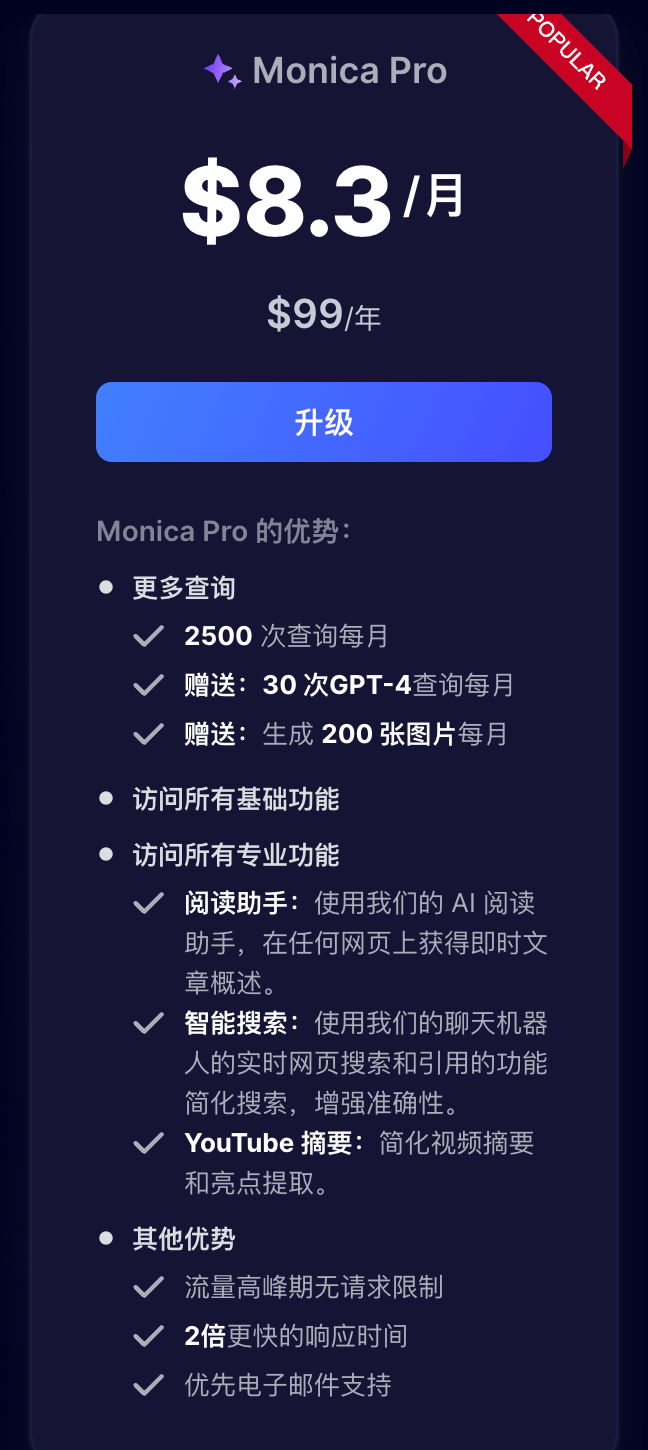 POPULAR
Monica Pro
$8.3 /月
$99/年
升级
Monica Pro 的优势：
更多查询
2500 次查询每月
赠送：30 次GPT-4查询每月
赠送：生成 200 张图片每月
访问所有基础功能
访问所有专业功能
阅读助手：使用我们的 AI 阅读
助手，在任何网页上获得即时文
章概述。
智能搜索：使用我们的聊天机器
人的实时网页搜索和引用的功能
简化搜索，增强准确性。
YouTube 摘要：简化视频摘要
和亮点提取。
其他优势
流量高峰期无请求限制
2倍更快的响应时间
优先电子邮件支持